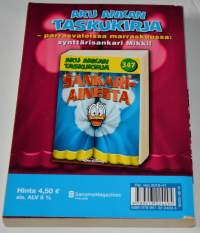 AKU ANKAN
TASKUKIRJA
– parrasvaloissa marraskuussa:
synttärisankari Mikki!
AKU ANKAN
TASKUKIRJA
347
SANKARI-
AINESTA
Hinta 4,50 €
sis. ALV 8 %
SanomaMagazines